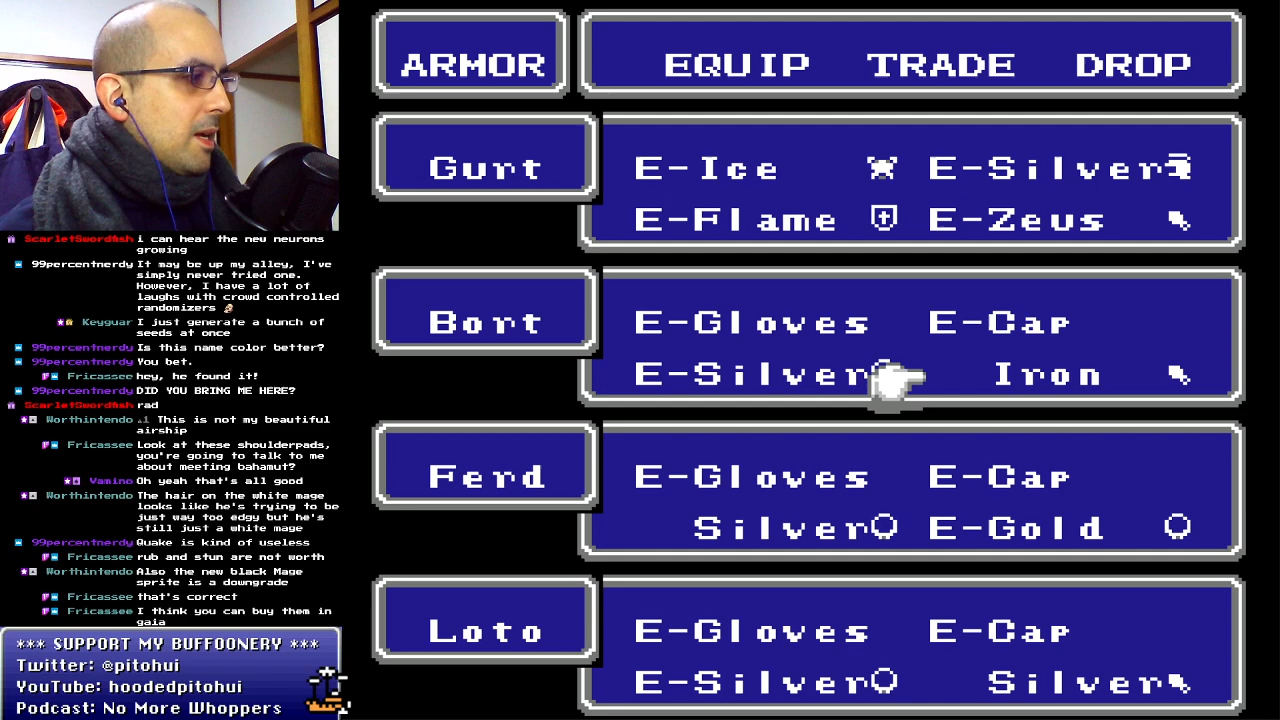 ARMOR
EQUIP TRADE DROP
Gurt
E-Ice E-Silver
E-Flame E-Zeus
Bort
E-Gloves E-Cap
E-Silver Iron
Ferd
E-Gloves E-Cap
Silver E-Gold
Loto
E-Gloves E-Cap
E-Silver Silver
ScarletSwordfish i can hear the new neurons
growing
99percentnerdy It may be up my alley, I've
simply never tried one.
However, I have a lot of
laughs with crowd controlled
randomizers
Keyguar I just generate a bunch of
seeds at once
99percentnerdy Is this name color better?
99percentnerdy You bet.
Fricassee hey, he found it!
99percentnerdy DID YOU BRING ME HERE?
ScarletSwordfish rad
Worthintendo This is not my beautiful
airship
Fricassee Look at these shoulderpads,
you're going to talk to me
about meeting bahamut?
Vamino Oh yeah that's all good
Worthintendo The hair on the white mage
looks like he's trying to be
just way too edgy but he's
still just a white mage
99percentnerdy Quake is kind of useless
Fricassee rub and stun are not worth
Worthintendo Also the new black Mage
sprite is a downgrade
Fricassee that's correct
Fricassee I think you can buy them in
gaia
*** SUPPORT MY BUFFOONERY ***
Twitter: @pitohui
YouTube: hoodedpitohui
Podcast: No More Whoppers